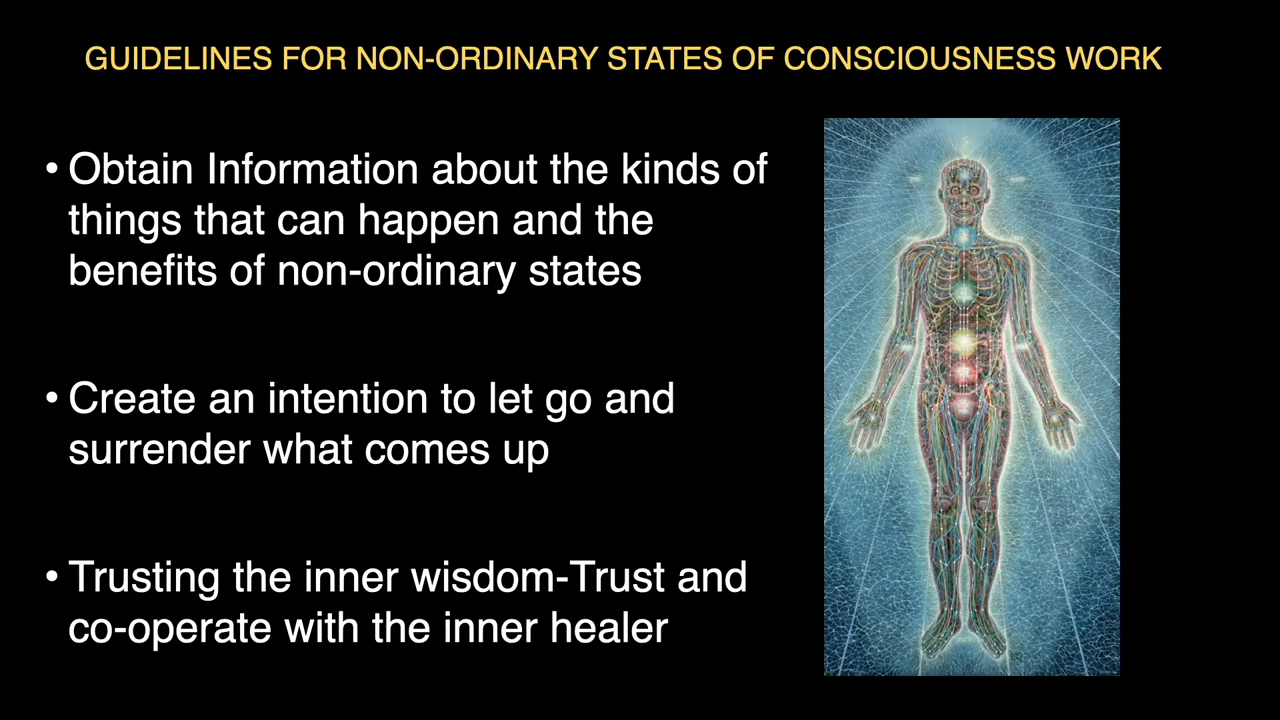 GUIDELINES FOR NON-ORDINARY STATES OF CONSCIOUSNESS WORK
• Obtain Information about the kinds of
things that can happen and the
benefits of non-ordinary states
• Create an intention to let go and
surrender what comes up
• Trusting the inner wisdom-Trust and
co-operate with the inner healer